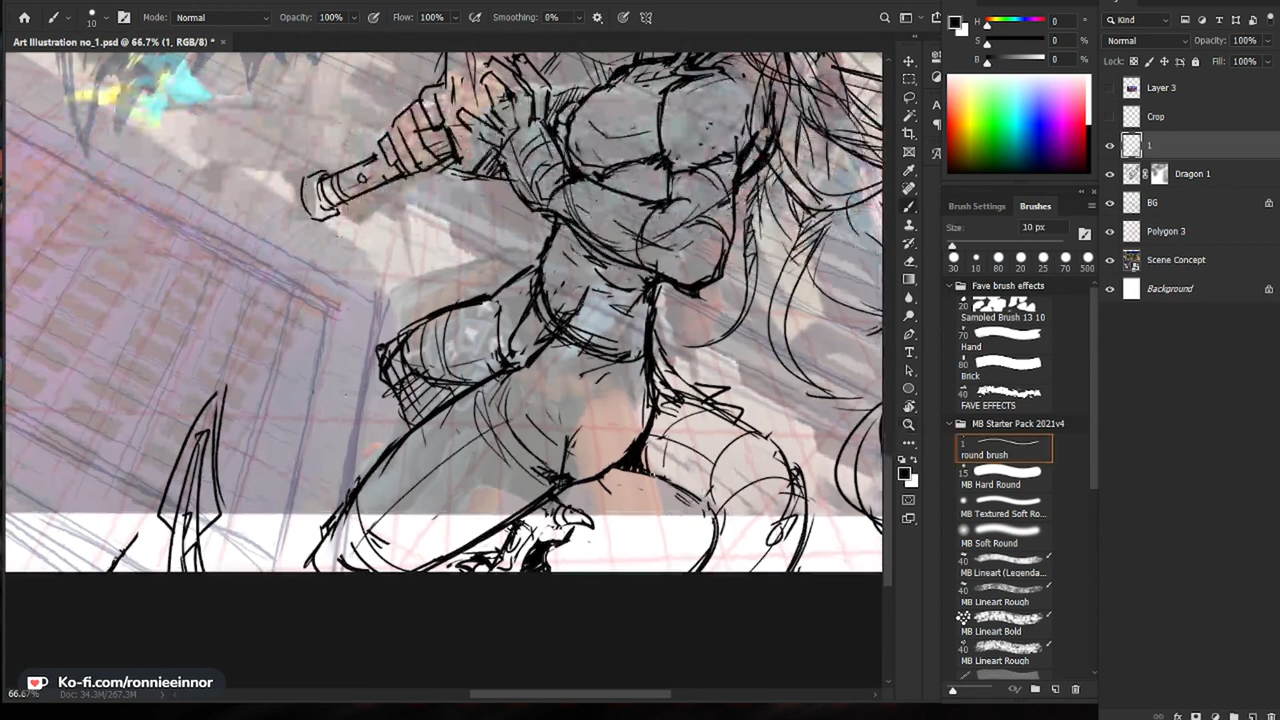 10
Mode: Normal
Opacity: 100%
Flow: 100%
Smoothing: 0%
Art Illustration no_1.psd @ 66.7% (1, RGB/8) * ×
H 0 °
S 0 %
B 0 %
Kind
Normal Opacity: 100%
Lock: Fill: 100%
Layer 3
Crop
1
Dragon 1
BG
Polygon 3
Scene Concept
Background
Brush Settings Brushes
Size: 10 px
30 10 80 20 25 70 500
Fave brush effects
20
Sampled Brush 13 10
70
Hand
80
Brick
40
FAVE EFFECTS
MB Starter Pack 2021v4
1
round brush
15
MB Hard Round
MB Textured Soft Ro...
MB Soft Round
40
MB Lineart (Legenda...
40
MB Lineart Rough
MB Lineart Bold
40
MB Lineart Rough
Ko-fi.com/ronnieeinnor
66.67% Doc: 34.3M/267.3M